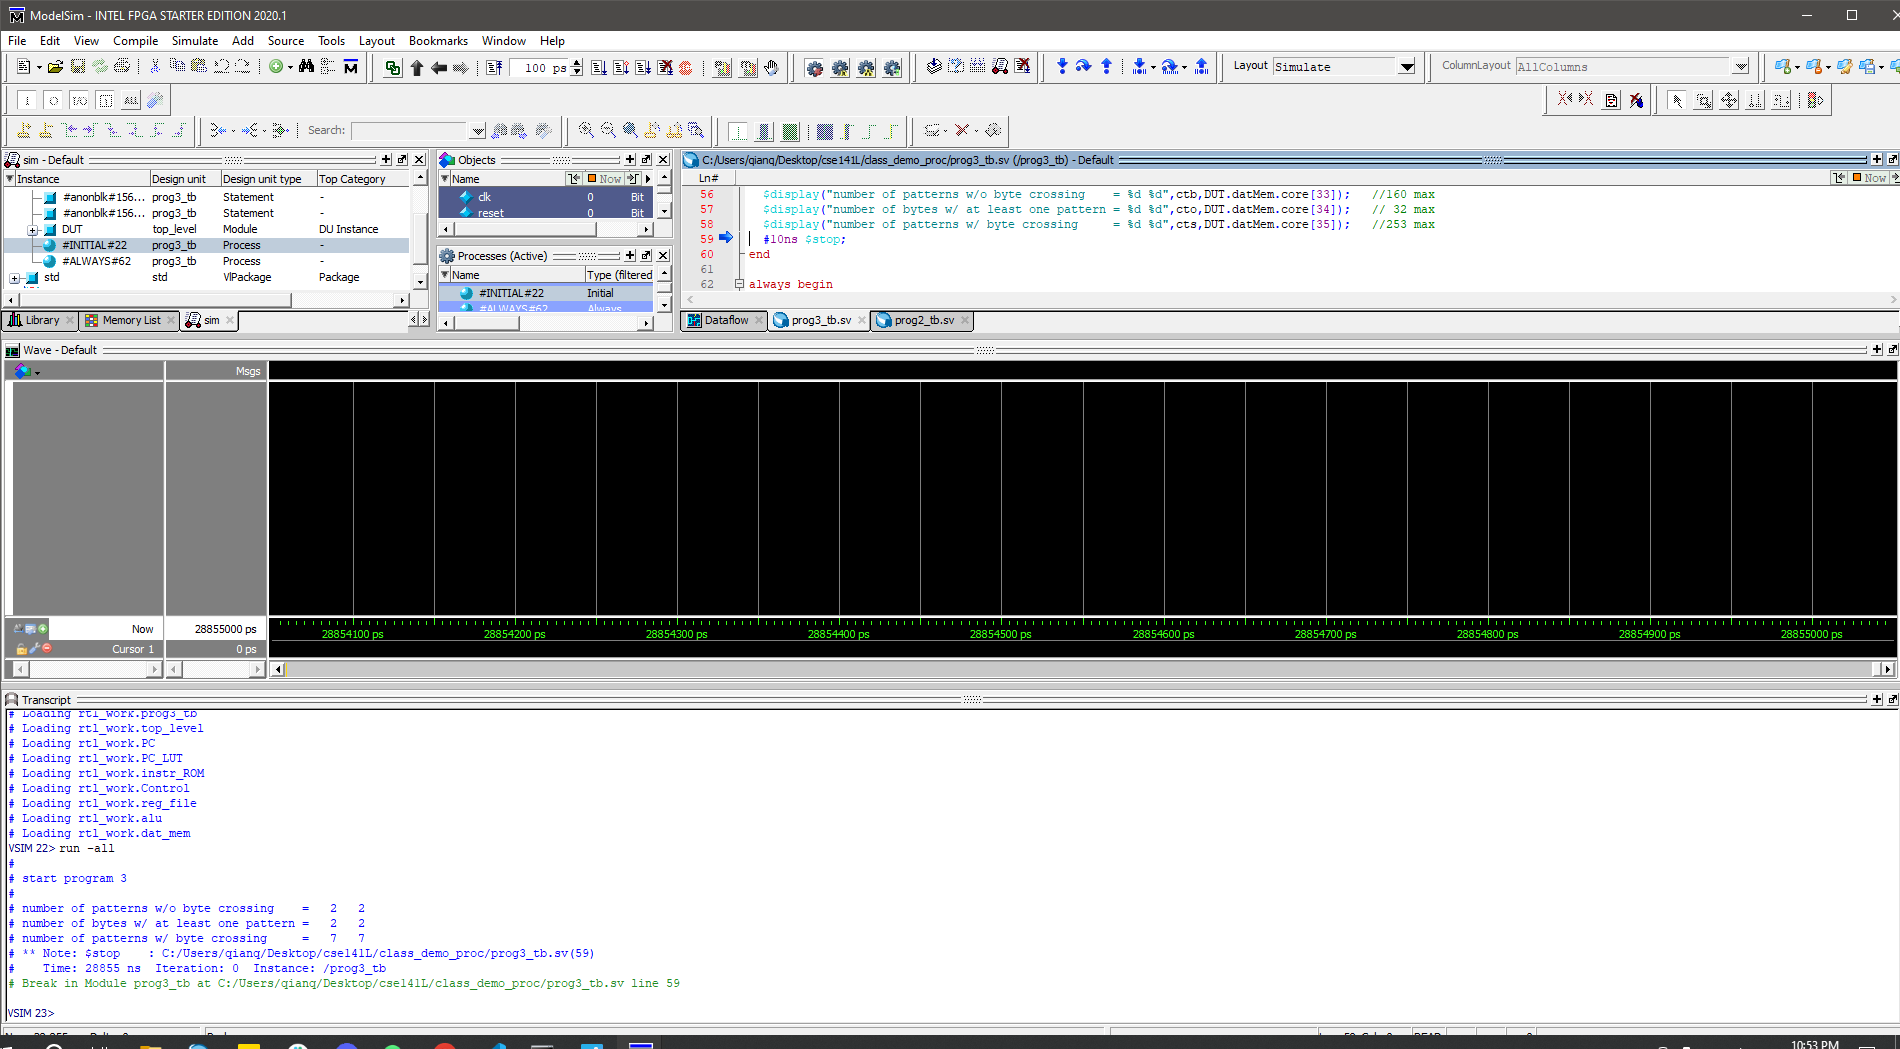 ModelSim - INTEL FPGA STARTER EDITION 2020.1
File Edit View Compile Simulate Add Source Tools Layout Bookmarks Window Help
100 ps
Layout Simulate
ColumnLayout AllColumns
Search:
sim - Default
Instance Design unit Design unit type Top Category
#anonblk#156... prog3_tb Statement -
#anonblk#156... prog3_tb Statement -
DUT top_level Module DU Instance
#INITIAL#22 prog3_tb Process -
#ALWAYS#62 prog3_tb Process -
std std VlPackage Package
Library Memory List sim
Objects
Name Now
clk 0 Bit
reset 0 Bit
Processes (Active)
Name Type (filtered
#INITIAL#22 Initial
#ALWAYS#62 Always
C:/Users/qianq/Desktop/cse141L/class_demo_proc/prog3_tb.sv (/prog3_tb) - Default
Ln# Now
56 $display("number of patterns w/o byte crossing = %d %d",ctb,DUT.datMem.core[33]); //160 max
57 $display("number of bytes w/ at least one pattern = %d %d",cto,DUT.datMem.core[34]); // 32 max
58 $display("number of patterns w/ byte crossing = %d %d",cts,DUT.datMem.core[35]); //253 max
59 #10ns $stop;
60 end
61
62 always begin
Dataflow prog3_tb.sv prog2_tb.sv
Wave - Default
Msgs
Now 28855000 ps
Cursor 1 0 ps
28854100 ps 28854200 ps 28854300 ps 28854400 ps 28854500 ps 28854600 ps 28854700 ps 28854800 ps 28854900 ps 28855000 ps
Transcript
# Loading rtl_work.prog3_tb
# Loading rtl_work.top_level
# Loading rtl_work.PC
# Loading rtl_work.PC_LUT
# Loading rtl_work.instr_ROM
# Loading rtl_work.Control
# Loading rtl_work.reg_file
# Loading rtl_work.alu
# Loading rtl_work.dat_mem
VSIM 22> run -all
#
# start program 3
#
# number of patterns w/o byte crossing = 2 2
# number of bytes w/ at least one pattern = 2 2
# number of patterns w/ byte crossing = 7 7
# ** Note: $stop : C:/Users/qianq/Desktop/cse141L/class_demo_proc/prog3_tb.sv(59)
# Time: 28855 ns Iteration: 0 Instance: /prog3_tb
# Break in Module prog3_tb at C:/Users/qianq/Desktop/cse141L/class_demo_proc/prog3_tb.sv line 59
VSIM 23>
10:53 PM